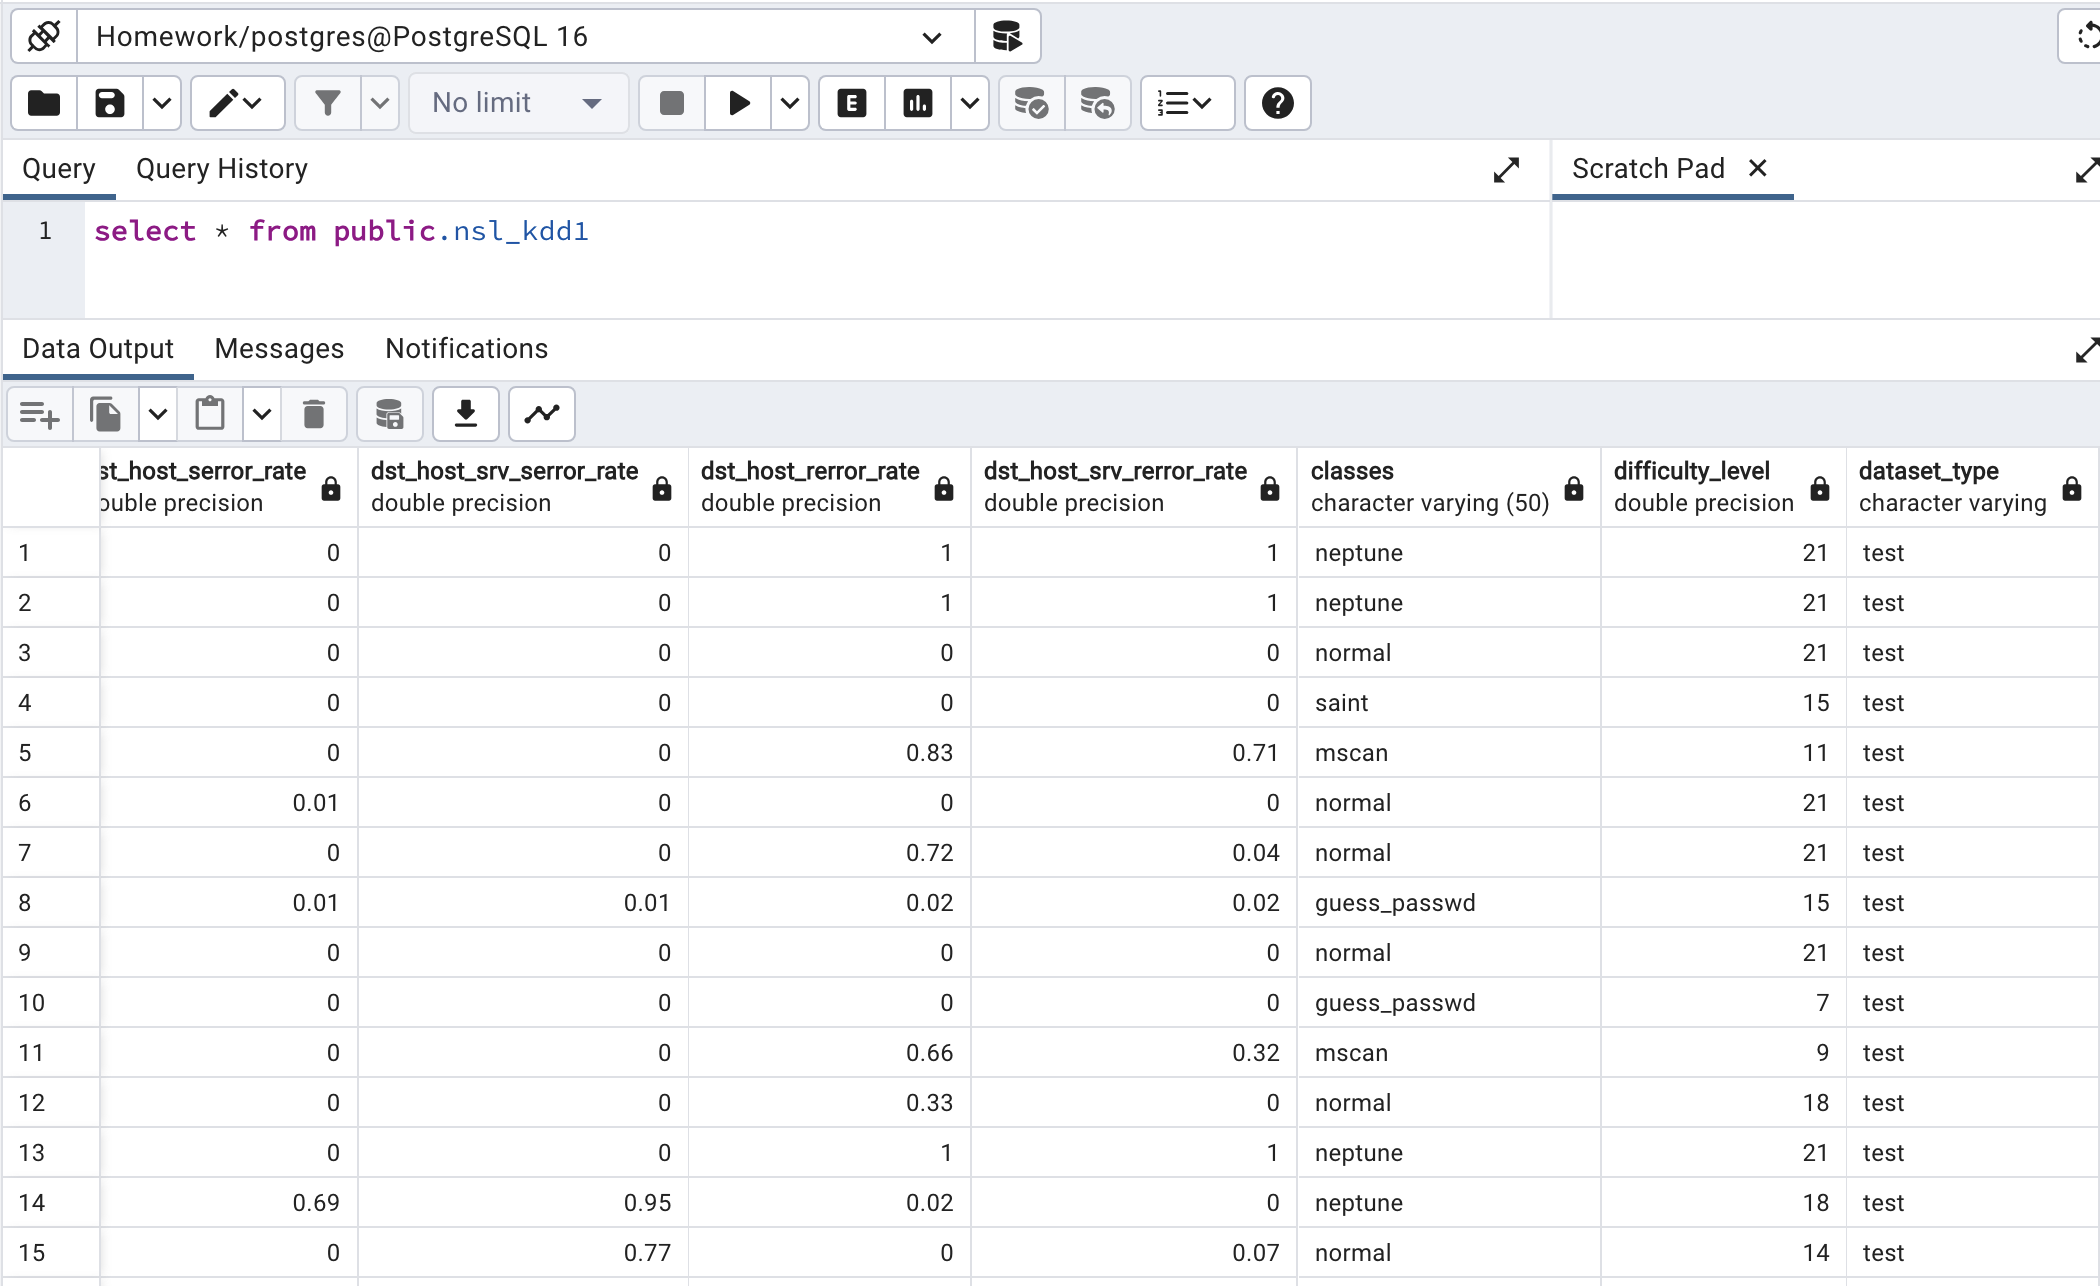 Homework/postgres@PostgreSQL 16
No limit
E
Query Query History Scratch Pad
1 select * from public.nsl_kdd1
Data Output Messages Notifications
st_host_serror_rate dst_host_srv_serror_rate dst_host_rerror_rate dst_host_srv_rerror_rate classes difficulty_level dataset_type
ouble precision double precision double precision double precision character varying (50) double precision character varying
1 0 0 1 1 neptune 21 test
2 0 0 1 1 neptune 21 test
3 0 0 0 0 normal 21 test
4 0 0 0 0 saint 15 test
5 0 0 0.83 0.71 mscan 11 test
6 0.01 0 0 0 normal 21 test
7 0 0 0.72 0.04 normal 21 test
8 0.01 0.01 0.02 0.02 guess_passwd 15 test
9 0 0 0 0 normal 21 test
10 0 0 0 0 guess_passwd 7 test
11 0 0 0.66 0.32 mscan 9 test
12 0 0 0.33 0 normal 18 test
13 0 0 1 1 neptune 21 test
14 0.69 0.95 0.02 0 neptune 18 test
15 0 0.77 0 0.07 normal 14 test